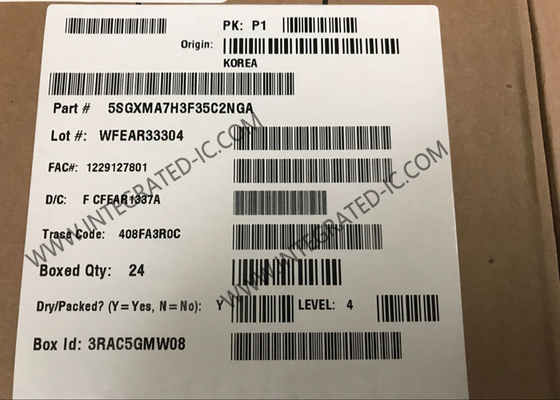 PK: P1
Origin:
KOREA
Part # 5SGXMA7H3F35C2NGA
Lot #: WFEAR33304
FAC#: 1229127801
D/C: F CFEAR1337A
Trace Code: 408FA3R0C
Boxed Qty: 24
Dry/Packed? (Y=Yes, N=No): Y LEVEL: 4
Box Id: 3RAC5GMW08
WWW.INTEGRATED-IC.COM
WWW.INTEGRATED-IC.COM